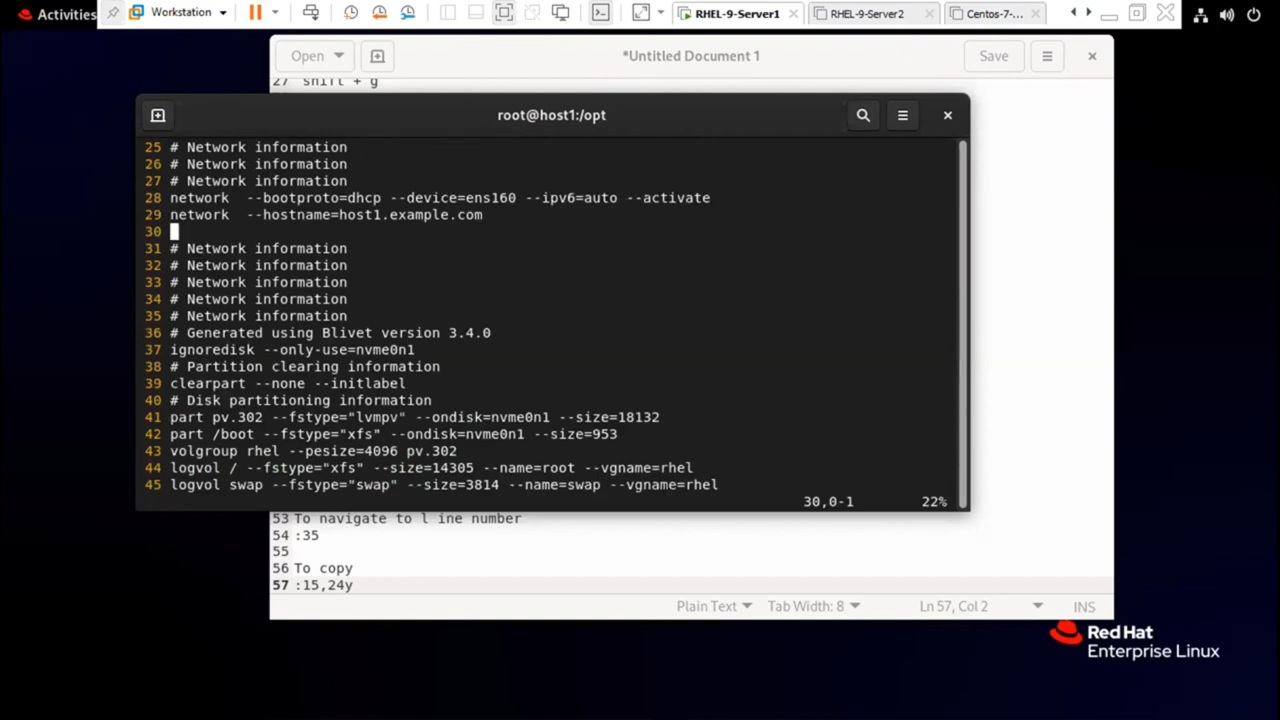 Activities
Workstation
RHEL-9-Server1
RHEL-9-Server2
Centos-7-...
Open
*Untitled Document 1
Save
27 shift + g
root@host1:/opt
25 # Network information
26 # Network information
27 # Network information
28 network  --bootproto=dhcp --device=ens160 --ipv6=auto --activate
29 network  --hostname=host1.example.com
30
31 # Network information
32 # Network information
33 # Network information
34 # Network information
35 # Network information
36 # Generated using Blivet version 3.4.0
37 ignoredisk --only-use=nvme0n1
38 # Partition clearing information
39 clearpart --none --initlabel
40 # Disk partitioning information
41 part pv.302 --fstype="lvmpv" --ondisk=nvme0n1 --size=18132
42 part /boot --fstype="xfs" --ondisk=nvme0n1 --size=953
43 volgroup rhel --pesize=4096 pv.302
44 logvol / --fstype="xfs" --size=14305 --name=root --vgname=rhel
45 logvol swap --fstype="swap" --size=3814 --name=swap --vgname=rhel
30,0-1 22%
53 To navigate to l ine number
54 :35
55
56 To copy
57 :15,24y
Plain Text Tab Width: 8 Ln 57, Col 2 INS
Red Hat
Enterprise Linux